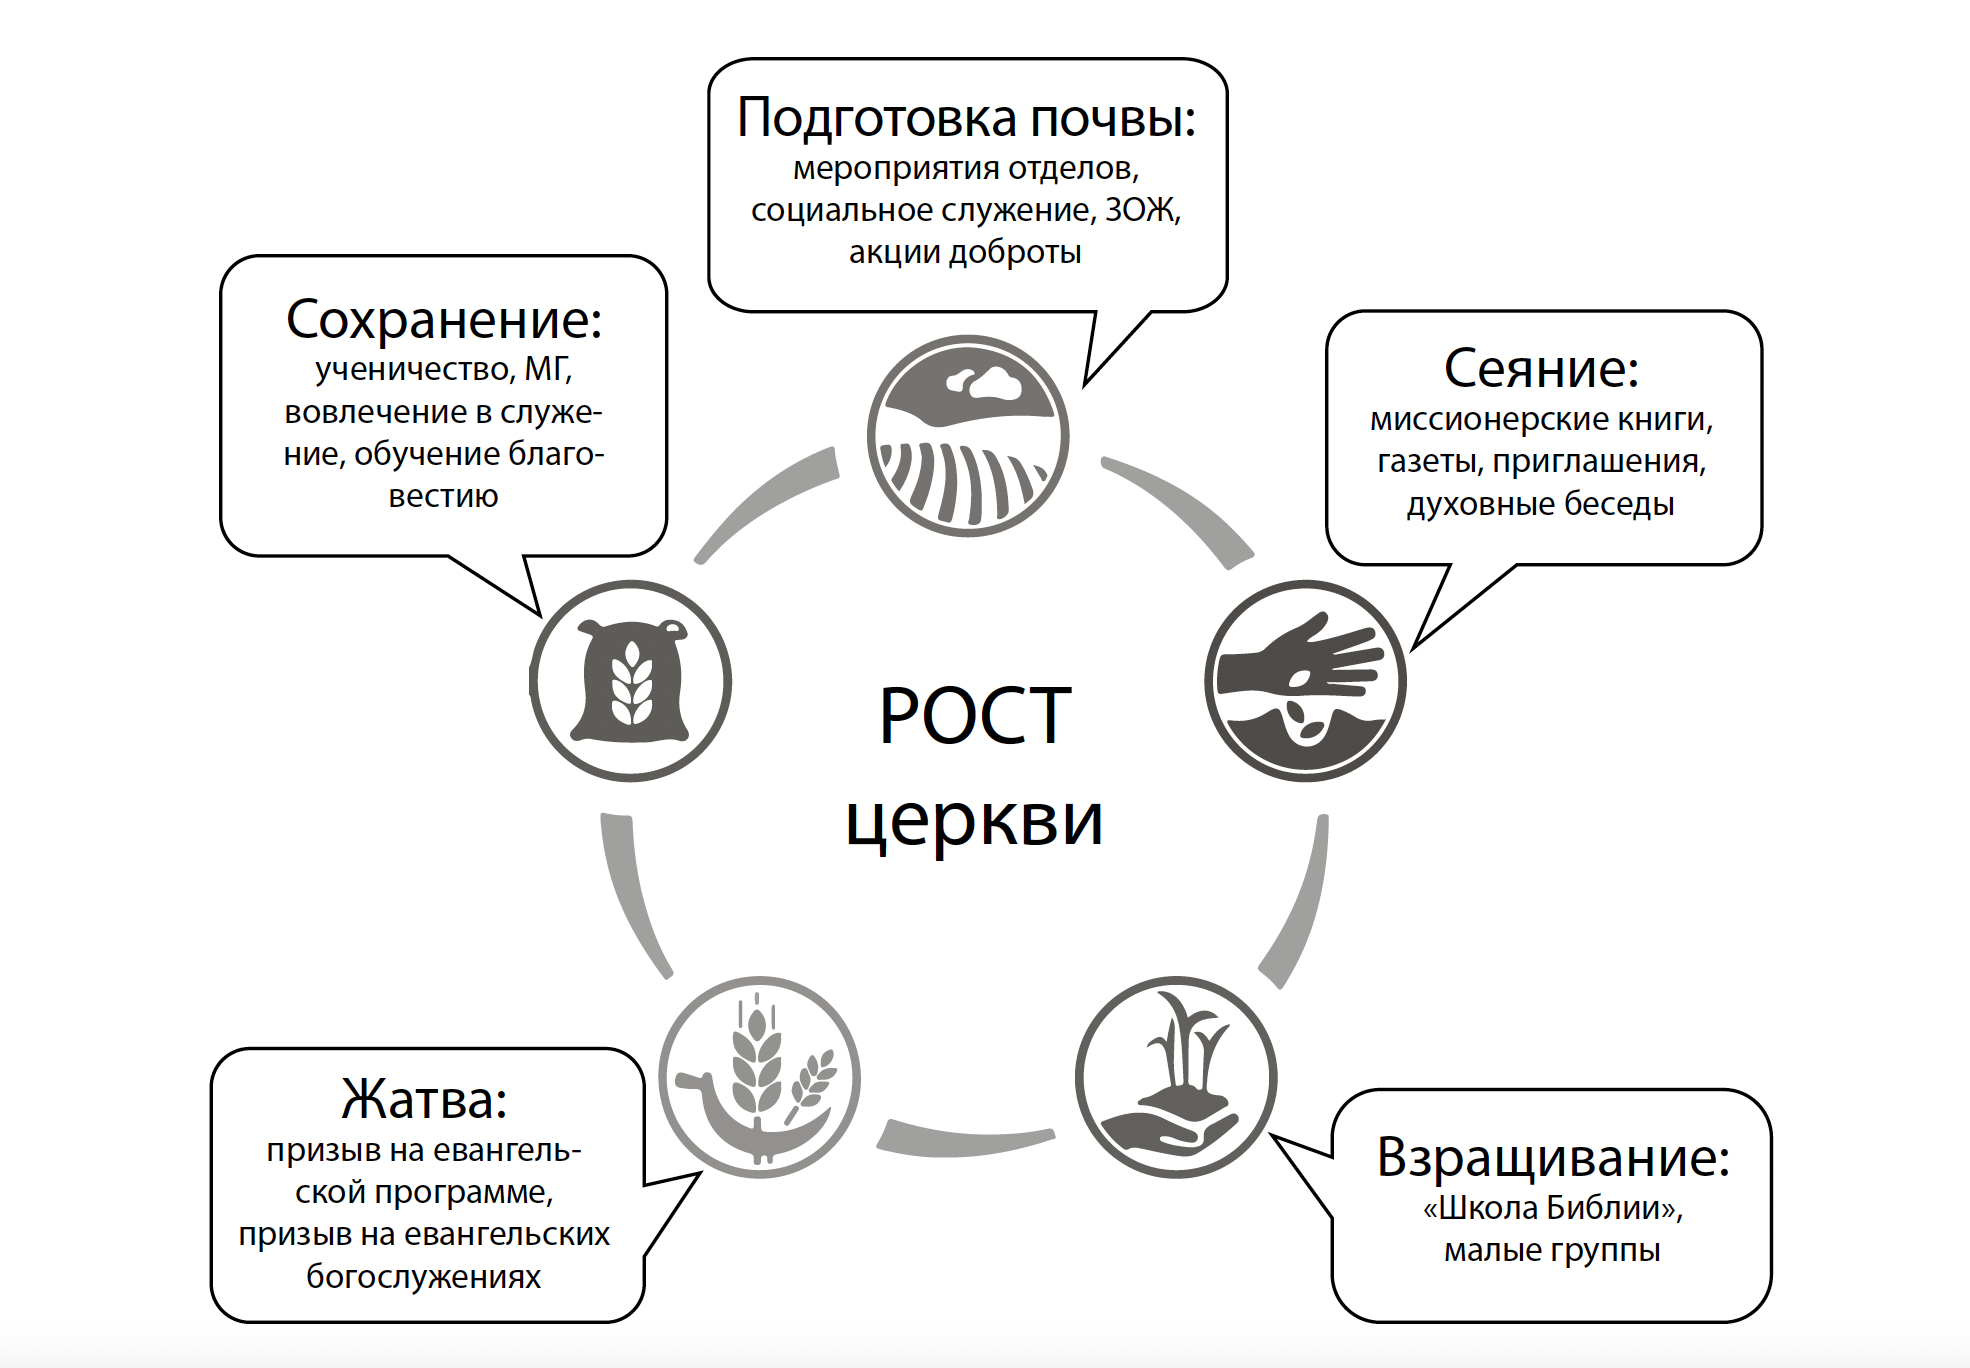 Подготовка почвы:
мероприятия отделов,
социальное служение, ЗОЖ,
акции доброты
Сохранение:
ученичество, МГ,
вовлечение в служе-
ние, обучение благо-
вестию
Сеяние:
миссионерские книги,
газеты, приглашения,
духовные беседы
РОСТ
церкви
Жатва:
призыв на евангель-
ской программе,
призыв на евангельских
богослужениях
Взращивание:
«Школа Библии»,
малые группы